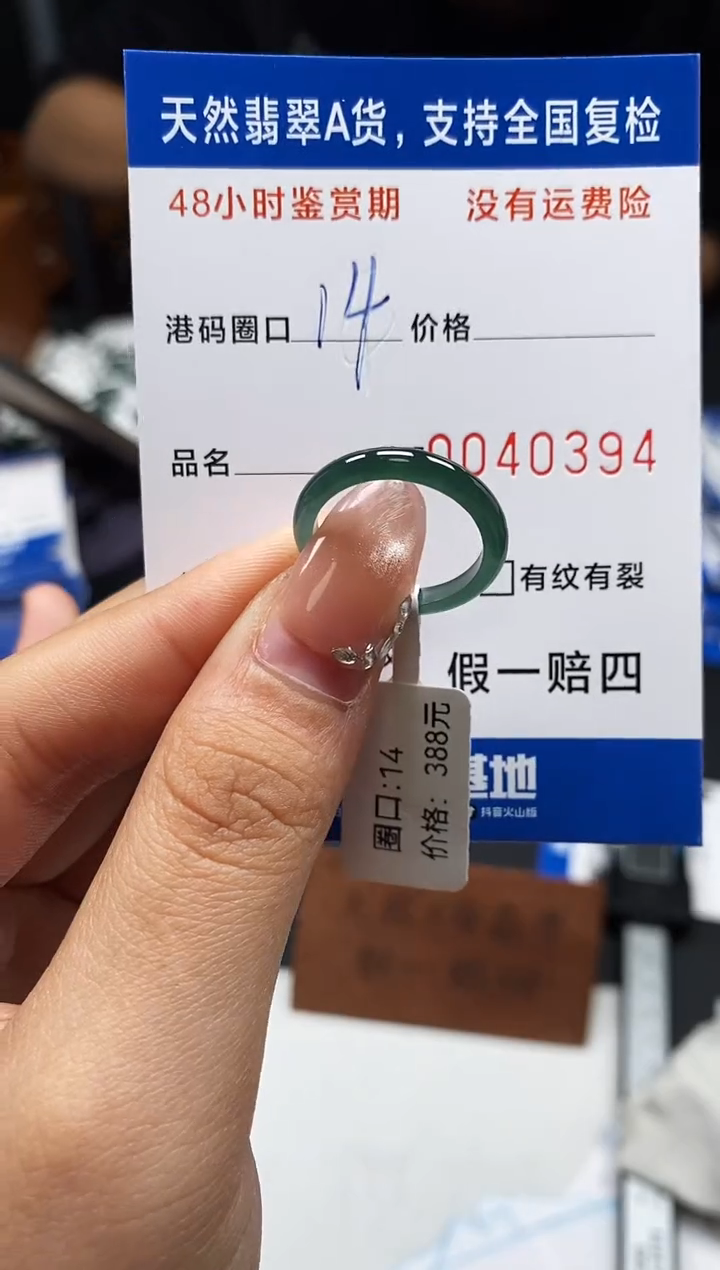 天然翡翠A货，支持全国复检
48小时鉴赏期 没有运费险
港码圈口 14 价格
品名
0040394
有纹有裂
假一赔四
基地
抖音火山版
圈口:14
价格: 388元